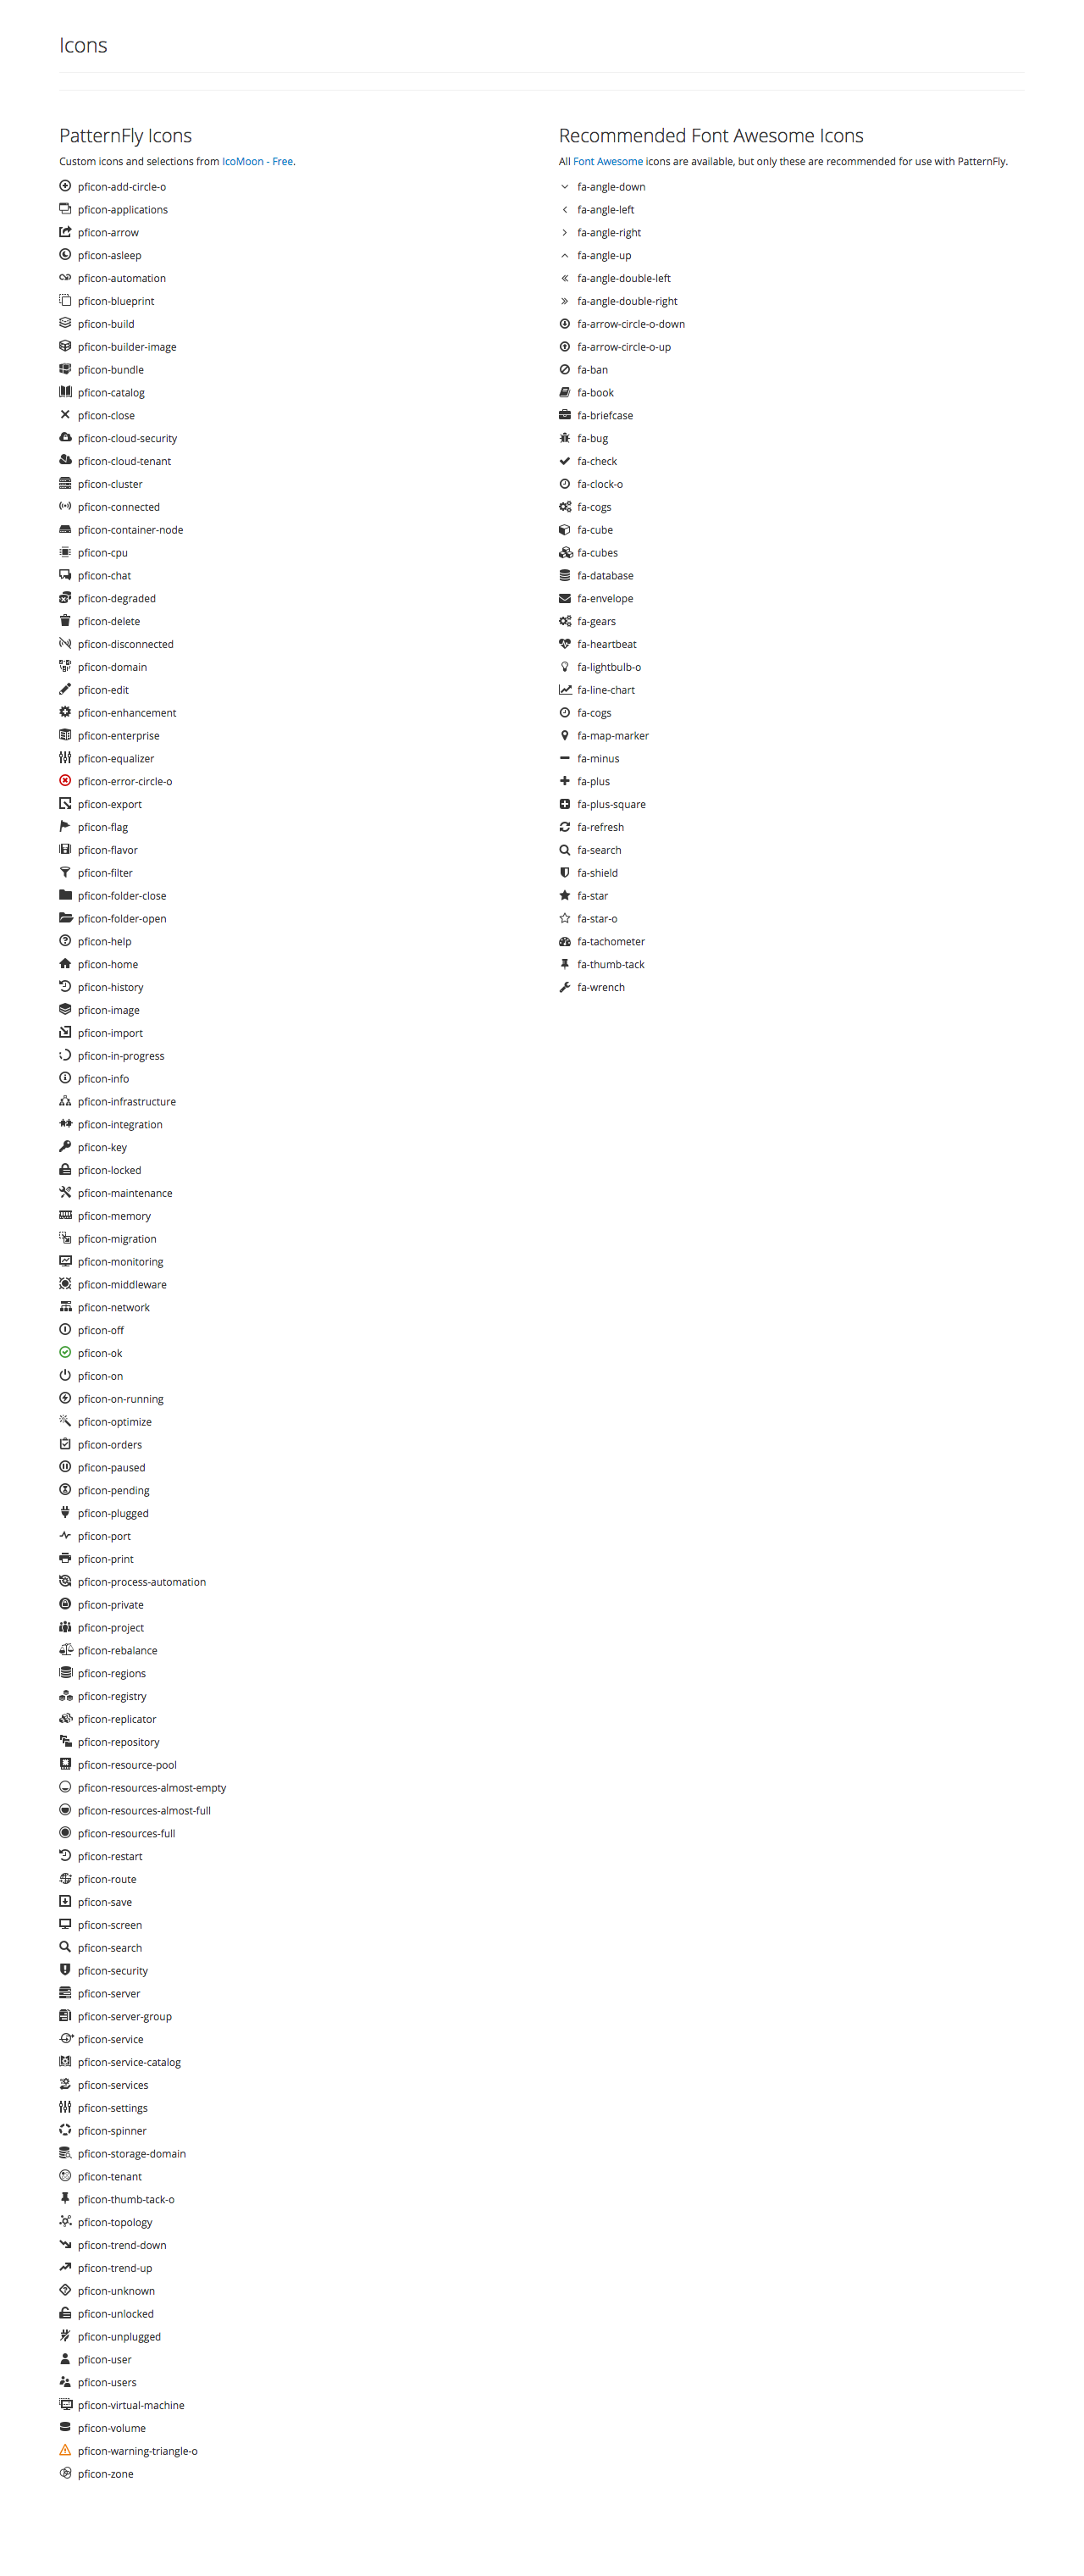 Icons
PatternFly Icons
Custom icons and selections from IcoMoon - Free.
pficon-add-circle-o
pficon-applications
pficon-arrow
pficon-asleep
pficon-automation
pficon-blueprint
pficon-build
pficon-builder-image
pficon-bundle
pficon-catalog
pficon-close
pficon-cloud-security
pficon-cloud-tenant
pficon-cluster
pficon-connected
pficon-container-node
pficon-cpu
pficon-chat
pficon-degraded
pficon-delete
pficon-disconnected
pficon-domain
pficon-edit
pficon-enhancement
pficon-enterprise
pficon-equalizer
pficon-error-circle-o
pficon-export
pficon-flag
pficon-flavor
pficon-filter
pficon-folder-close
pficon-folder-open
pficon-help
pficon-home
pficon-history
pficon-image
pficon-import
pficon-in-progress
pficon-info
pficon-infrastructure
pficon-integration
pficon-key
pficon-locked
pficon-maintenance
pficon-memory
pficon-migration
pficon-monitoring
pficon-middleware
pficon-network
pficon-off
pficon-ok
pficon-on
pficon-on-running
pficon-optimize
pficon-orders
pficon-paused
pficon-pending
pficon-plugged
pficon-port
pficon-print
pficon-process-automation
pficon-private
pficon-project
pficon-rebalance
pficon-regions
pficon-registry
pficon-replicator
pficon-repository
pficon-resource-pool
pficon-resources-almost-empty
pficon-resources-almost-full
pficon-resources-full
pficon-restart
pficon-route
pficon-save
pficon-screen
pficon-search
pficon-security
pficon-server
pficon-server-group
pficon-service
pficon-service-catalog
pficon-services
pficon-settings
pficon-spinner
pficon-storage-domain
pficon-tenant
pficon-thumb-tack-o
pficon-topology
pficon-trend-down
pficon-trend-up
pficon-unknown
pficon-unlocked
pficon-unplugged
pficon-user
pficon-users
pficon-virtual-machine
pficon-volume
pficon-warning-triangle-o
pficon-zone
Recommended Font Awesome Icons
All Font Awesome icons are available, but only these are recommended for use with PatternFly.
fa-angle-down
fa-angle-left
fa-angle-right
fa-angle-up
fa-angle-double-left
fa-angle-double-right
fa-arrow-circle-o-down
fa-arrow-circle-o-up
fa-ban
fa-book
fa-briefcase
fa-bug
fa-check
fa-clock-o
fa-cogs
fa-cube
fa-cubes
fa-database
fa-envelope
fa-gears
fa-heartbeat
fa-lightbulb-o
fa-line-chart
fa-cogs
fa-map-marker
fa-minus
fa-plus
fa-plus-square
fa-refresh
fa-search
fa-shield
fa-star
fa-star-o
fa-tachometer
fa-thumb-tack
fa-wrench